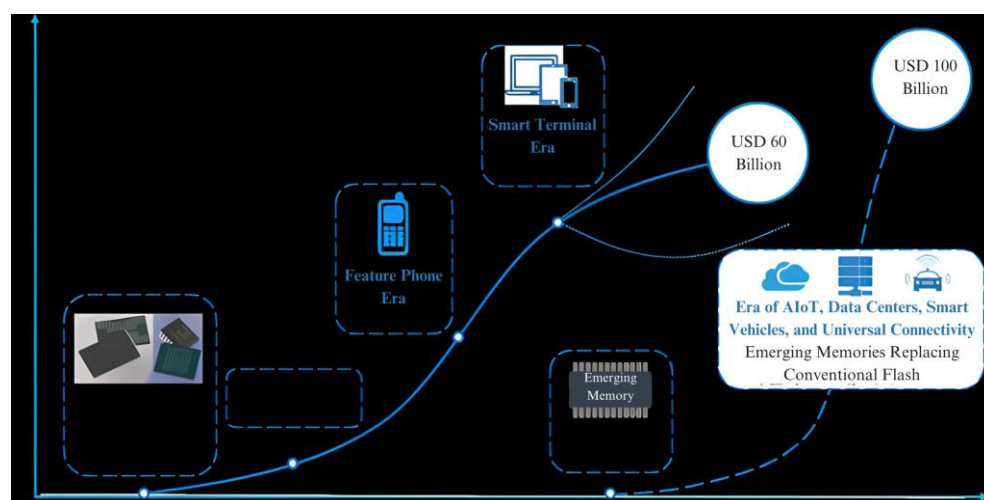 USD 100
Billion
Smart Terminal
Era
USD 60
Billion
Feature Phone
Era
Era of AIoT, Data Centers, Smart
Vehicles, and Universal Connectivity
Emerging Memories Replacing
Conventional Flash
Emerging
Memory